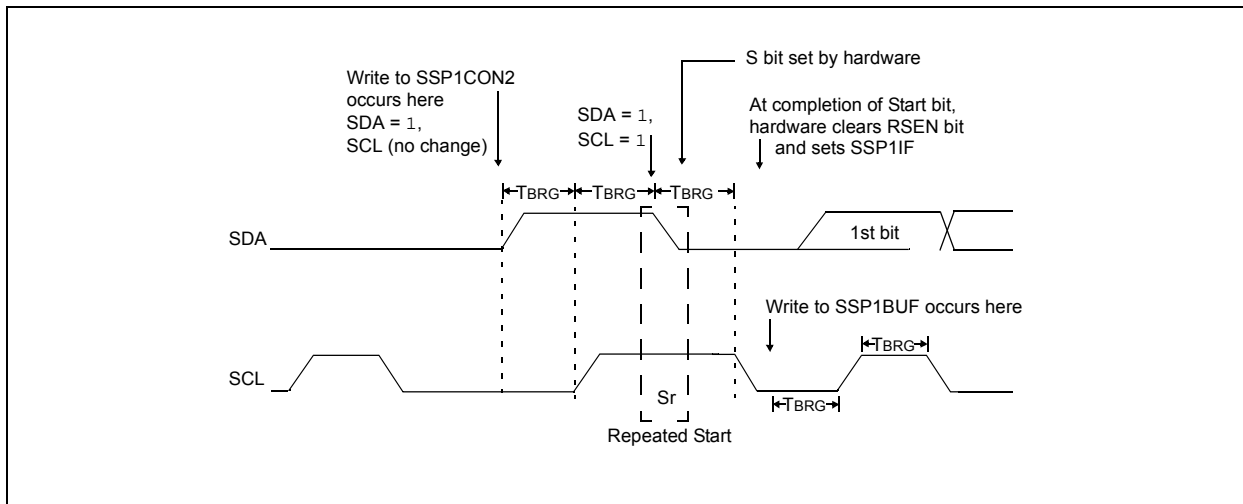 S bit set by hardware
Write to SSP1CON2
occurs here
SDA = 1,
SCL (no change)
SDA = 1,
SCL = 1
At completion of Start bit,
hardware clears RSEN bit
and sets SSP1IF
TBRG TBRG TBRG
SDA
1st bit
Write to SSP1BUF occurs here
TBRG
SCL
Sr
TBRG
Repeated Start